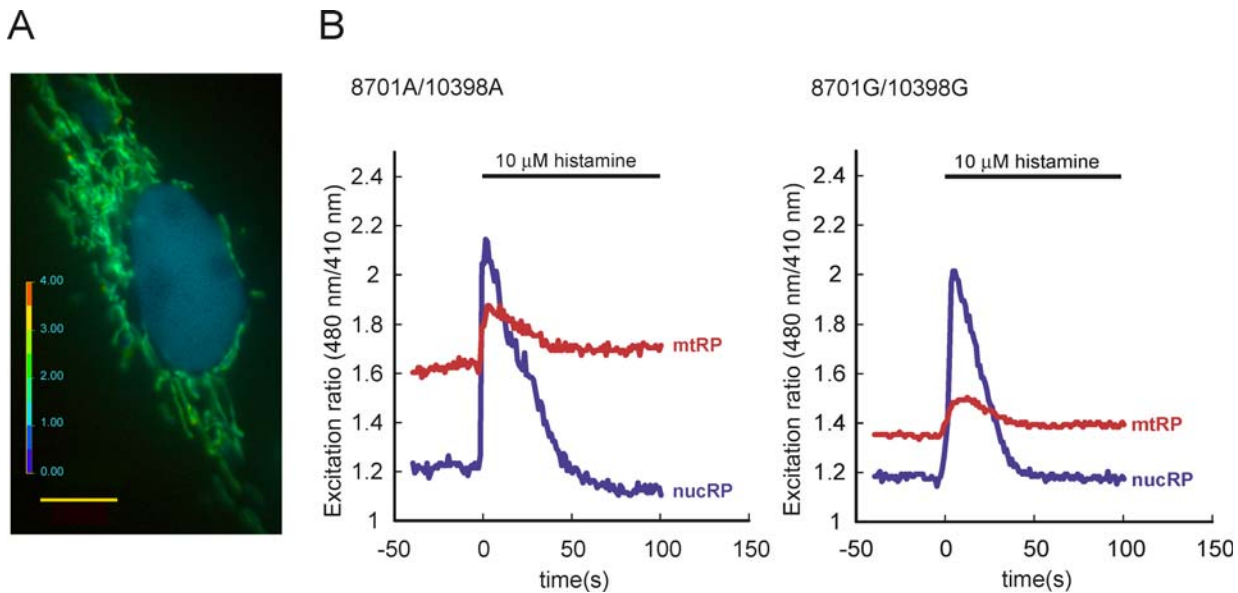 A
B
8701A/10398A
8701G/10398G
4.00
3.00
2.00
1.00
0.00
10 μM histamine
Excitation ratio (480 nm/410 nm)
2.4
2.2
2
1.8
1.6
1.4
1.2
1
mtRP
nucRP
-50
0
50
100
150
time(s)
10 μM histamine
Excitation ratio (480 nm/410 nm)
2.4
2.2
2
1.8
1.6
1.4
1.2
1
mtRP
nucRP
-50
0
50
100
150
time(s)